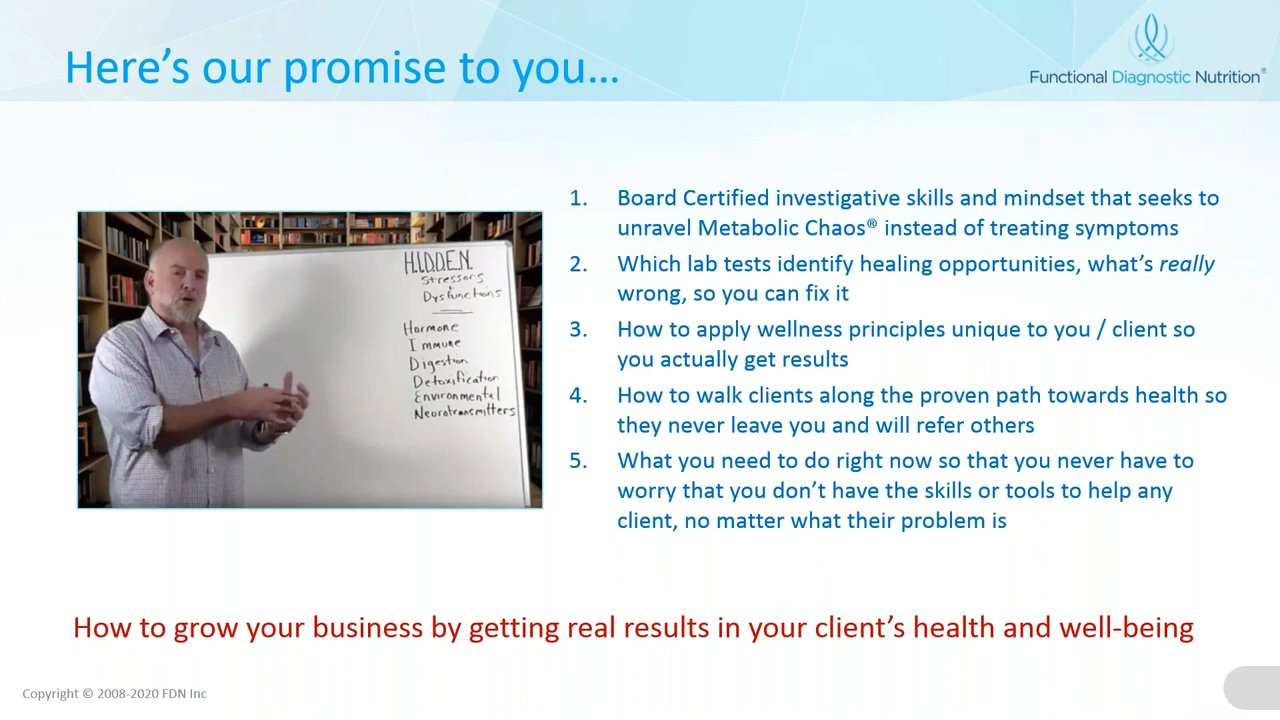 Here's our promise to you…
Functional Diagnostic Nutrition®
H.I.D.D.E.N.
Stressors
Dysfunctions
Hormone
Immune
Digestion
Detoxification
Environmental
Neurotransmitters
1. Board Certified investigative skills and mindset that seeks to
unravel Metabolic Chaos® instead of treating symptoms
2. Which lab tests identify healing opportunities, what's really
wrong, so you can fix it
3. How to apply wellness principles unique to you / client so
you actually get results
4. How to walk clients along the proven path towards health so
they never leave you and will refer others
5. What you need to do right now so that you never have to
worry that you don't have the skills or tools to help any
client, no matter what their problem is
How to grow your business by getting real results in your client's health and well-being
Copyright © 2008-2020 FDN Inc